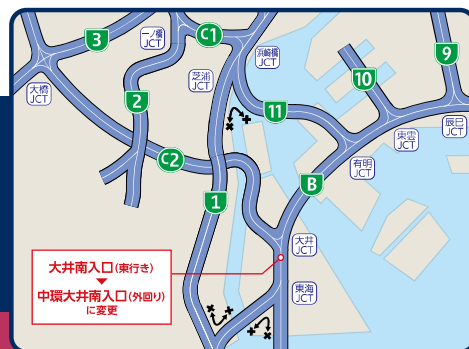 3
一ノ橋
JCT
C1
浜崎橋
JCT
9
大橋
JCT
芝浦
JCT
10
2
11
辰巳
JCT
東雲
JCT
C2
有明
JCT
B
1
大井
JCT
大井南入口(東行き)
中環大井南入口(外回り)
に変更
東海
JCT